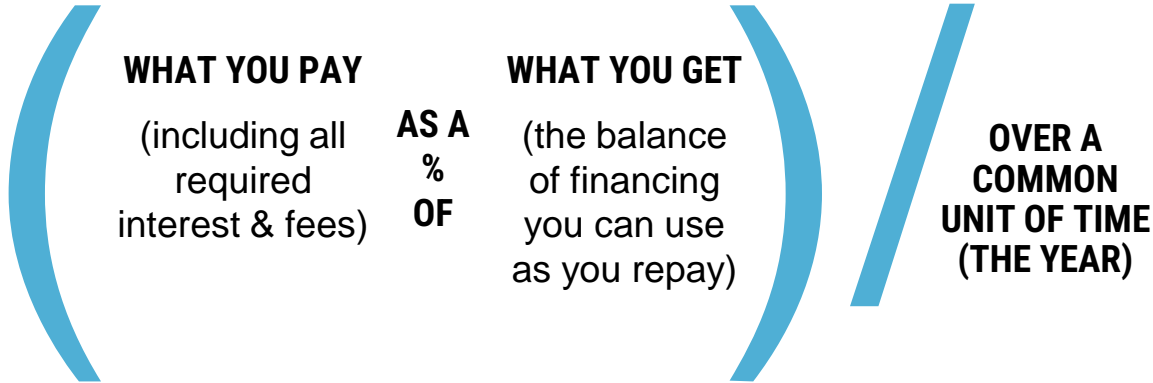 WHAT YOU PAY
(including all
required
interest & fees)
AS A
%
OF
WHAT YOU GET
(the balance
of financing
you can use
as you repay)
/
OVER A
COMMON
UNIT OF TIME
(THE YEAR)